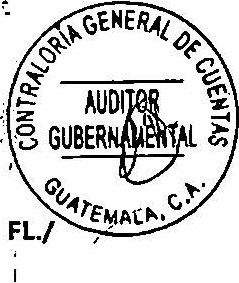 CONTRALORÍA GENERAL DE CUENTAS
AUDITOR
GUBERNAMENTAL
GUATEMALA, C.A.
FL./